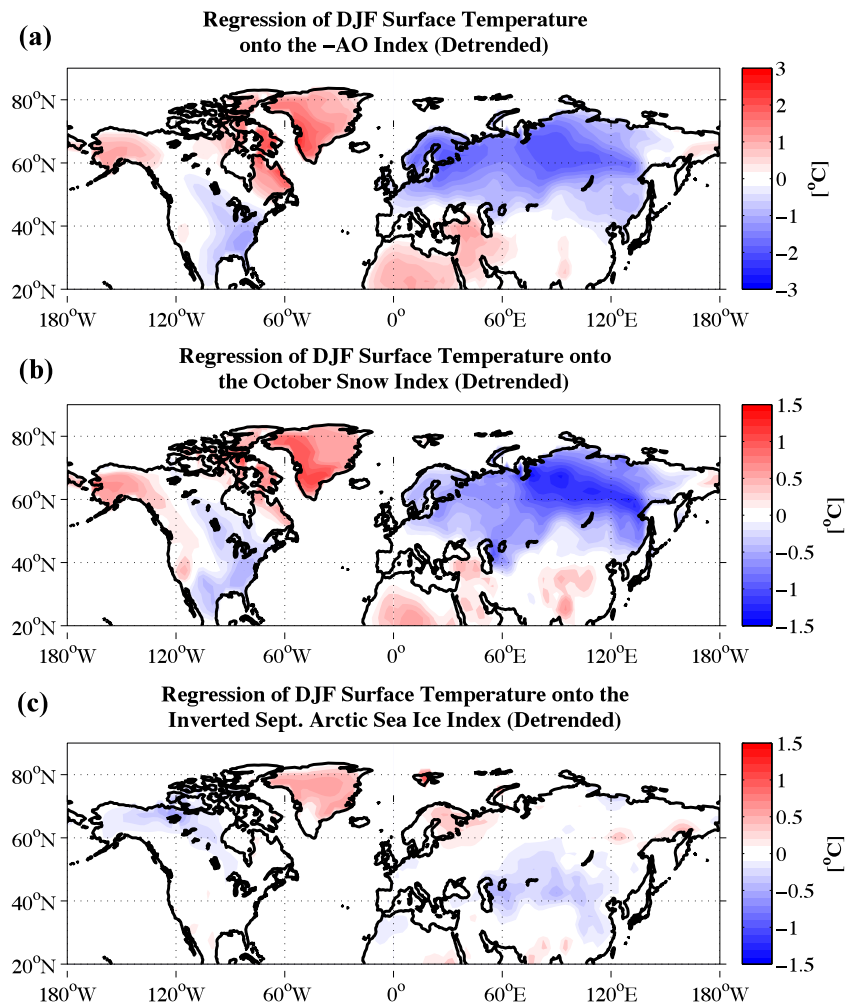 (a)
Regression of DJF Surface Temperature
onto the −AO Index (Detrended)
80°N
60°N
40°N
20°N
180°W 120°W 60°W 0° 60°E 120°E 180°W
3
2
1
0
−1
−2
−3
[°C]
(b)
Regression of DJF Surface Temperature onto
the October Snow Index (Detrended)
80°N
60°N
40°N
20°N
180°W 120°W 60°W 0° 60°E 120°E 180°W
1.5
1
0.5
0
−0.5
−1
−1.5
[°C]
(c)
Regression of DJF Surface Temperature onto the
Inverted Sept. Arctic Sea Ice Index (Detrended)
80°N
60°N
40°N
20°N
180°W 120°W 60°W 0° 60°E 120°E 180°W
1.5
1
0.5
0
−0.5
−1
−1.5
[°C]